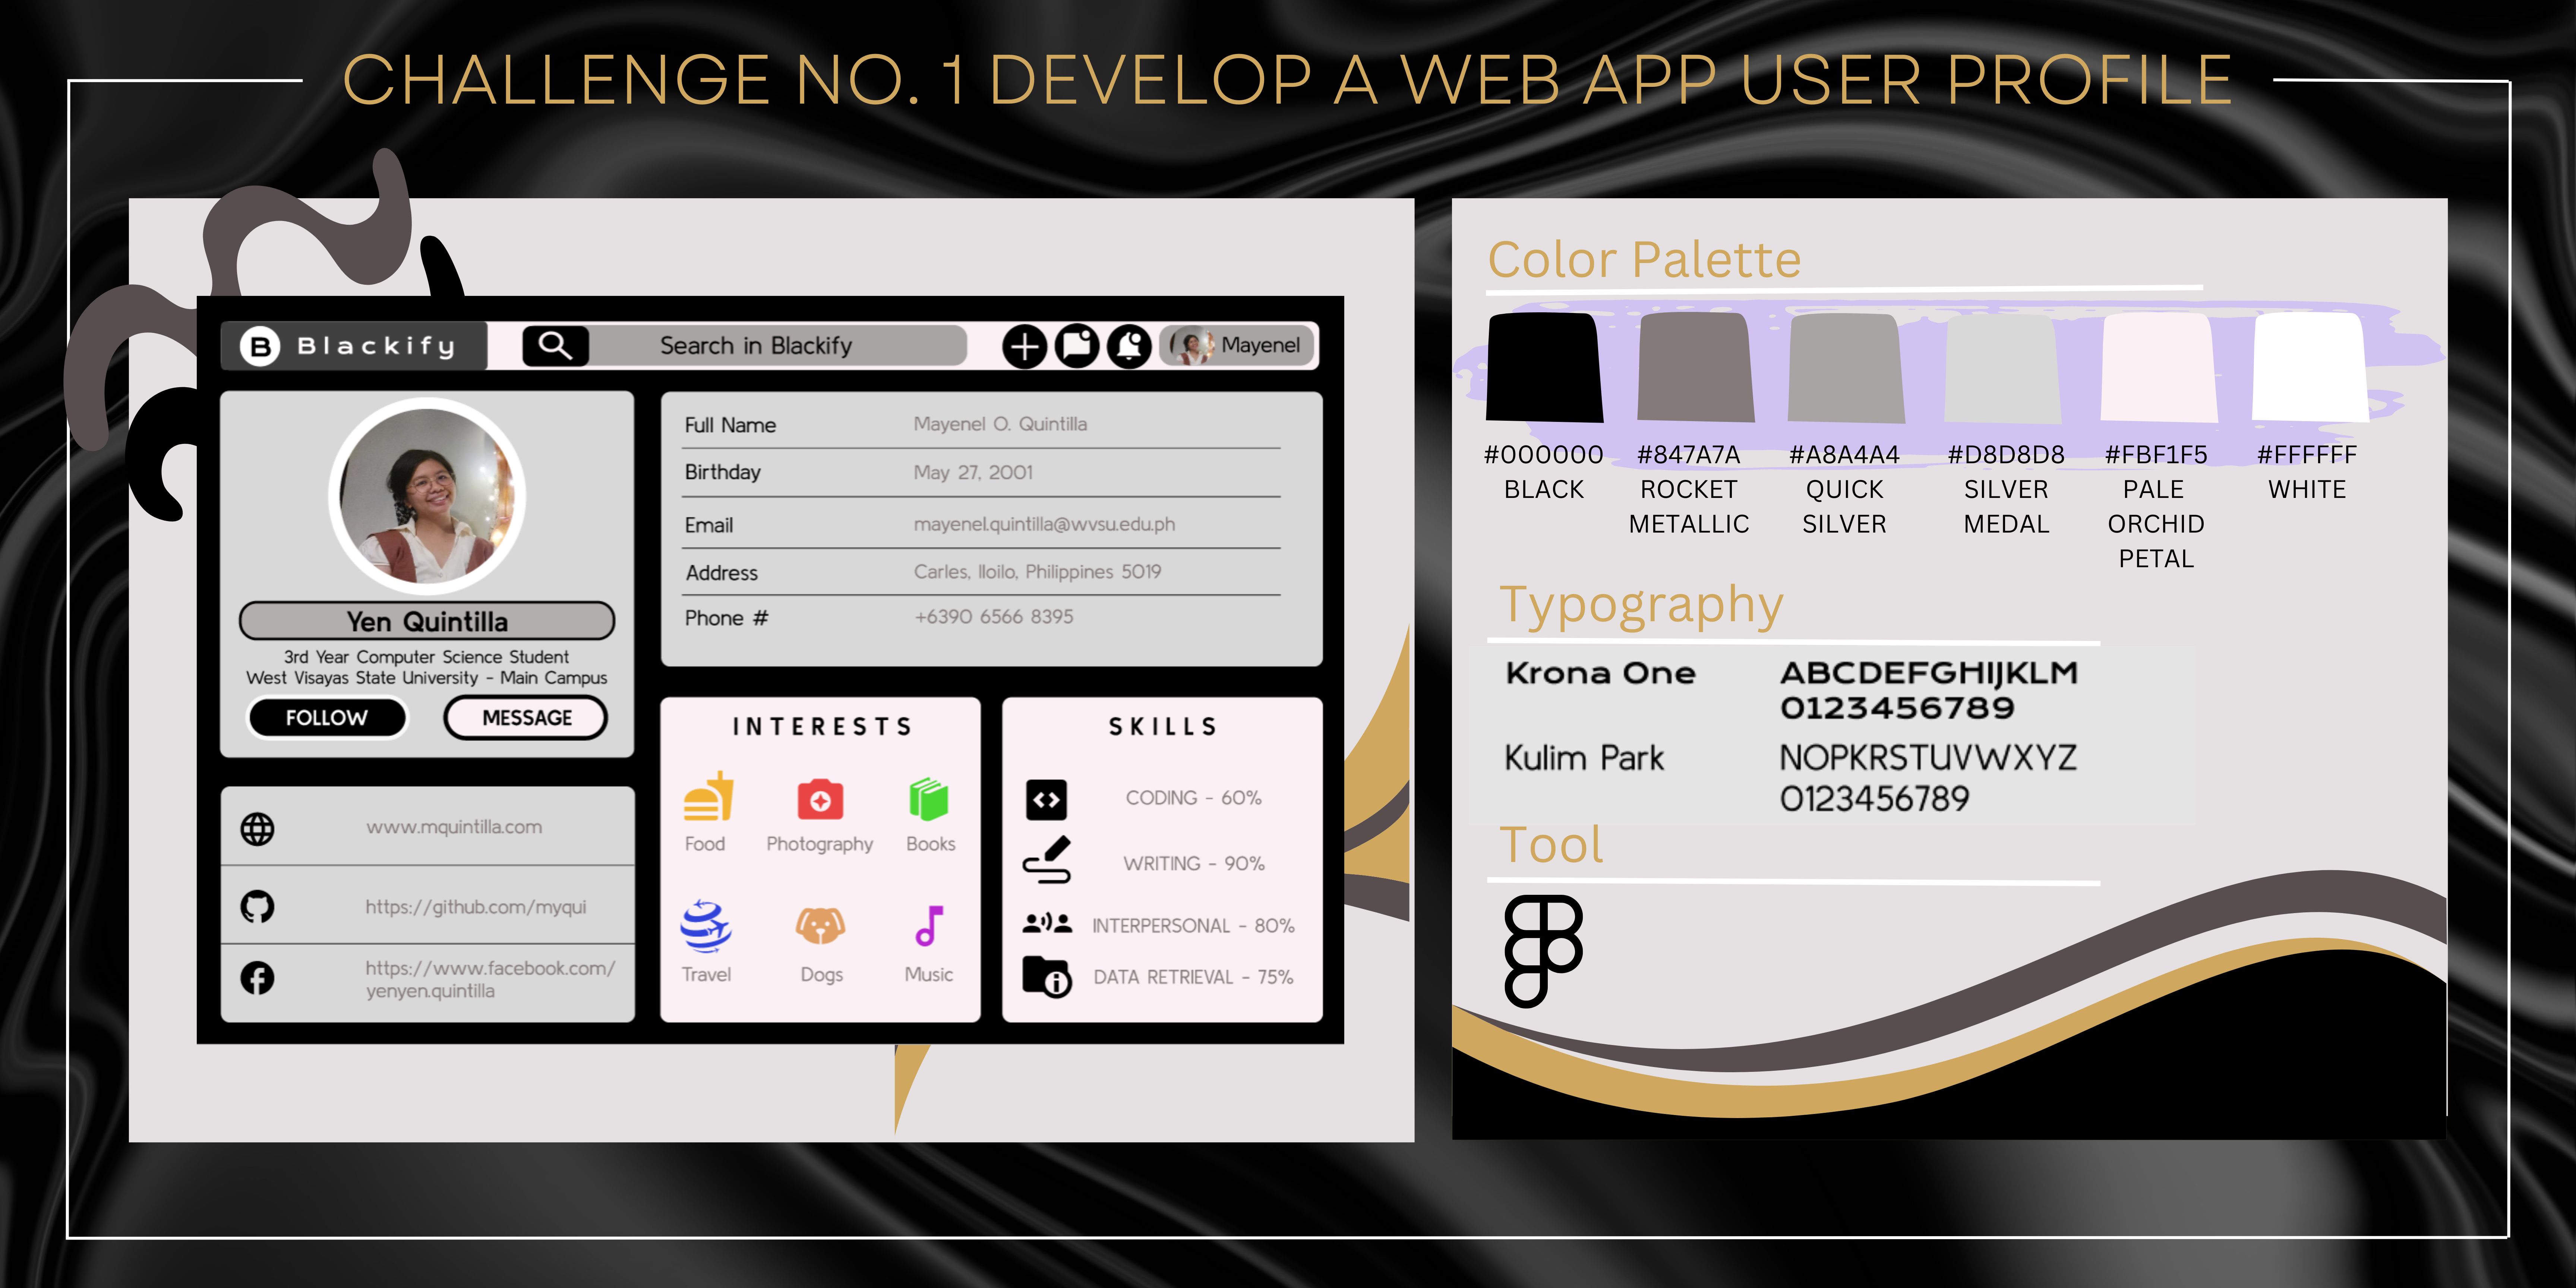 CHALLENGE NO. 1 DEVELOP A WEB APP USER PROFILE
B Blackify
Search in Blackify
Mayenel
Yen Quintilla
3rd Year Computer Science Student
West Visayas State University - Main Campus
FOLLOW
MESSAGE
www.mquintilla.com
https://github.com/myqui
https://www.facebook.com/
yenyen.quintilla
Full Name Mayenel O. Quintilla
Birthday May 27, 2001
Email mayenel.quintilla@wvsu.edu.ph
Address Carles, Iloilo, Philippines 5019
Phone # +6390 6566 8395
INTERESTS
Food Photography Books
Travel Dogs Music
SKILLS
CODING - 60%
WRITING - 90%
INTERPERSONAL - 80%
DATA RETRIEVAL - 75%
Color Palette
#000000
BLACK
#847A7A
ROCKET
METALLIC
#A8A4A4
QUICK
SILVER
#D8D8D8
SILVER
MEDAL
#FBF1F5
PALE
ORCHID
PETAL
#FFFFFF
WHITE
Typography
Krona One ABCDEFGHIJKLM
0123456789
Kulim Park NOPKRSTUVWXYZ
0123456789
Tool